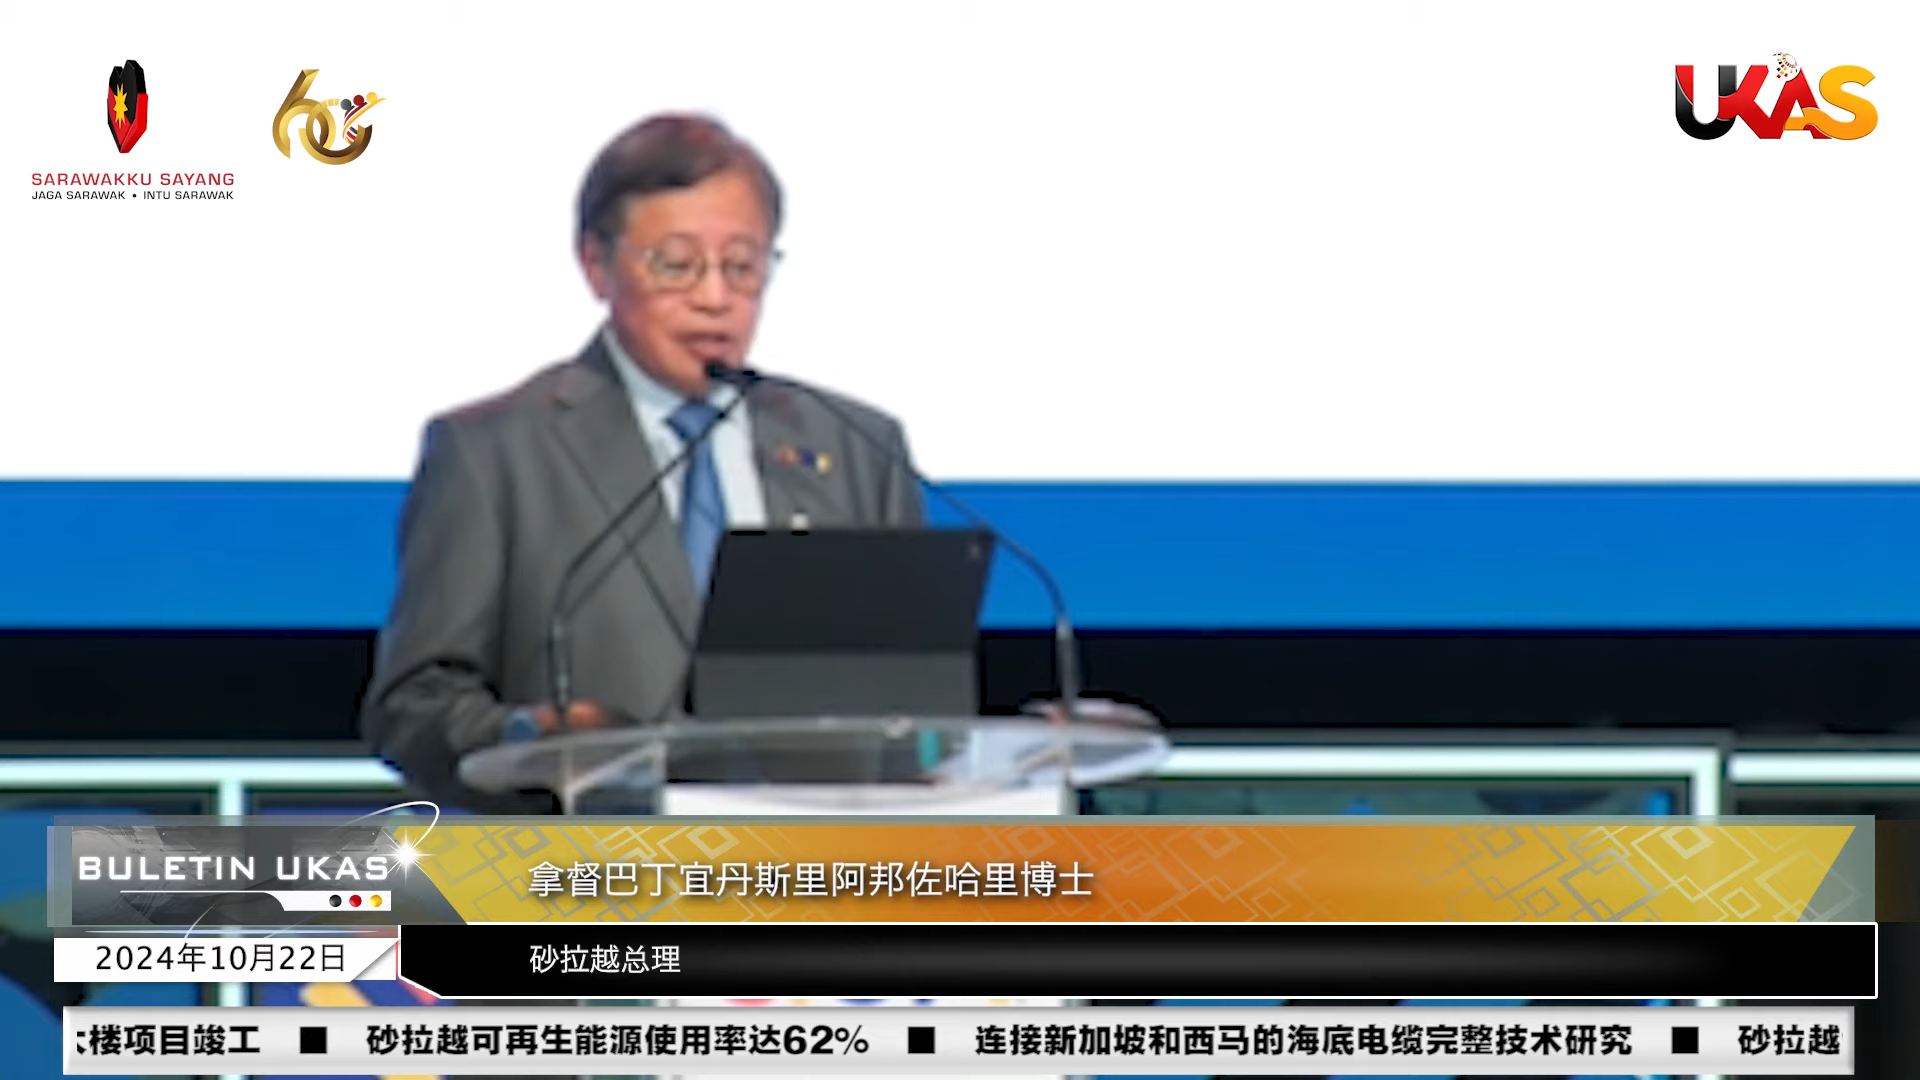 SARAWAKKU SAYANG
JAGA SARAWAK • INTU SARAWAK
60
UKAS
BULETIN UKAS
拿督巴丁宜丹斯里阿邦佐哈里博士
2024年10月22日
砂拉越总理
楼项目竣工 ■ 砂拉越可再生能源使用率达62% ■ 连接新加坡和西马的海底电缆完整技术研究 ■ 砂拉越